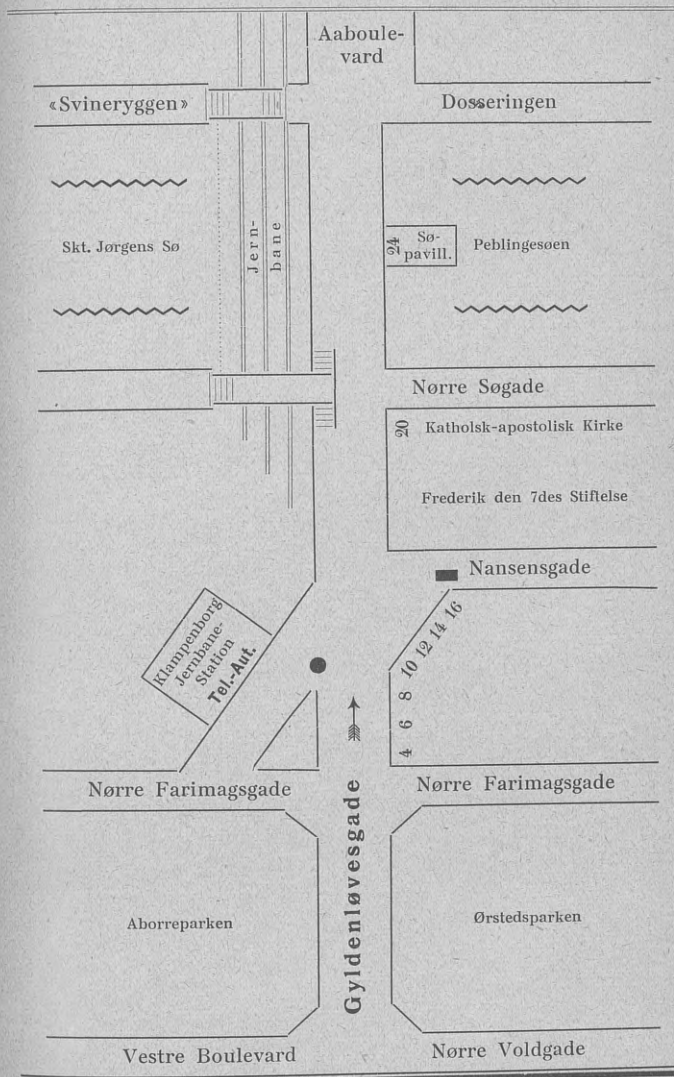 Aaboule-
vard
«Svineryggen»
Dosseringen
Jern-
bane
Skt. Jørgens Sø
24
Sø-
pavill.
Peblingesøen
Nørre Søgade
20
Katholsk-apostolisk Kirke
Frederik den 7des Stiftelse
Nansensgade
Klampenborg
Jernbane-
Station
Tel.-Aut.
16
14
12
10
8
6
4
Nørre Farimagsgade
Nørre Farimagsgade
Gyldenløvesgade
Aborreparken
Ørstedsparken
Vestre Boulevard
Nørre Voldgade